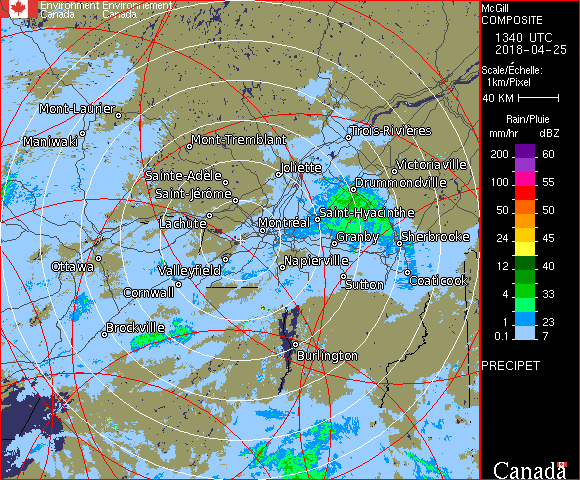 Environment Environnement
Canada Canada
McGill
COMPOSITE
1340 UTC
2018-04-25
Scale/Échelle:
1km/Pixel
40 KM
Rain/Pluie
mm/hr dBZ
200 60
100 55
50 50
24 45
12 40
4 33
1 23
0.1 7
PRECIPET
Canada
Mont-Laurier
Maniwaki
Mont-Tremblant
Trois-Rivières
Joliette
Victoriaville
Sainte-Adèle
Drummondville
Saint-Jérôme
Saint-Hyacinthe
Lachute
Montréal
Granby
Sherbrooke
Ottawa
Valleyfield
Napierville
Cornwall
Sutton
Coaticook
Brockville
Burlington